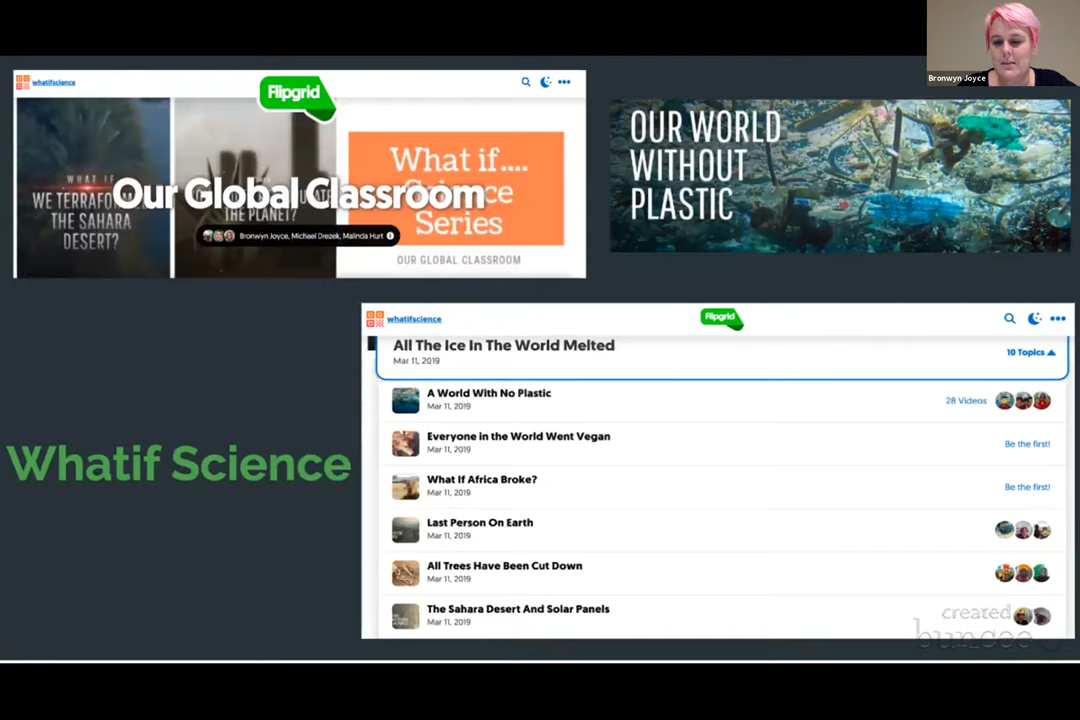 Bronwyn Joyce
whatifscience
Flipgrid
WHAT IF
WE TERRAFO
THE SAHARA
DESERT?
THE PLANET?
What if....
Science
Series
Our Global Classroom
Bronwyn Joyce, Michael Drezek, Malinda Hurt
OUR GLOBAL CLASSROOM
OUR WORLD
WITHOUT
PLASTIC
Whatif Science
whatifscience
Flipgrid
All The Ice In The World Melted
Mar 11, 2019
10 Topics
A World With No Plastic
Mar 11, 2019
28 Videos
Everyone in the World Went Vegan
Mar 11, 2019
Be the first!
What If Africa Broke?
Mar 11, 2019
Be the first!
Last Person On Earth
Mar 11, 2019
All Trees Have Been Cut Down
Mar 11, 2019
The Sahara Desert And Solar Panels
Mar 11, 2019
created
buncee